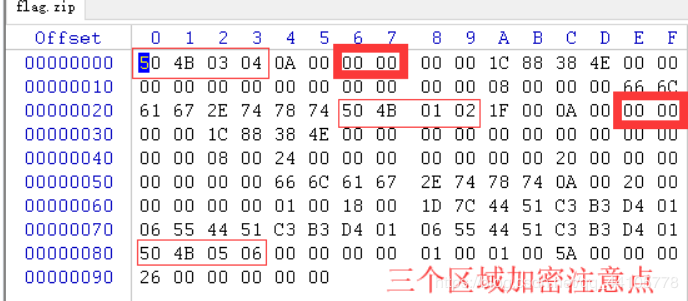 flag.zip
Offset 0 1 2 3 4 5 6 7 8 9 A B C D E F
00000000 50 4B 03 04 0A 00 00 00 00 00 1C 88 38 4E 00 00
00000010 00 00 00 00 00 00 00 00 00 00 08 00 00 00 66 6C
00000020 61 67 2E 74 78 74 50 4B 01 02 1F 00 0A 00 00 00
00000030 00 00 1C 88 38 4E 00 00 00 00 00 00 00 00 00 00
00000040 00 00 08 00 24 00 00 00 00 00 00 00 20 00 00 00
00000050 00 00 00 00 66 6C 61 67 2E 74 78 74 0A 00 20 00
00000060 00 00 00 00 01 00 18 00 1D 7C 44 51 C3 B3 D4 01
00000070 06 55 44 51 C3 B3 D4 01 06 55 44 51 C3 B3 D4 01
00000080 50 4B 05 06 00 00 00 00 01 00 01 00 5A 00 00 00
00000090 26 00 00 00 00 00
三个区域加密注意点